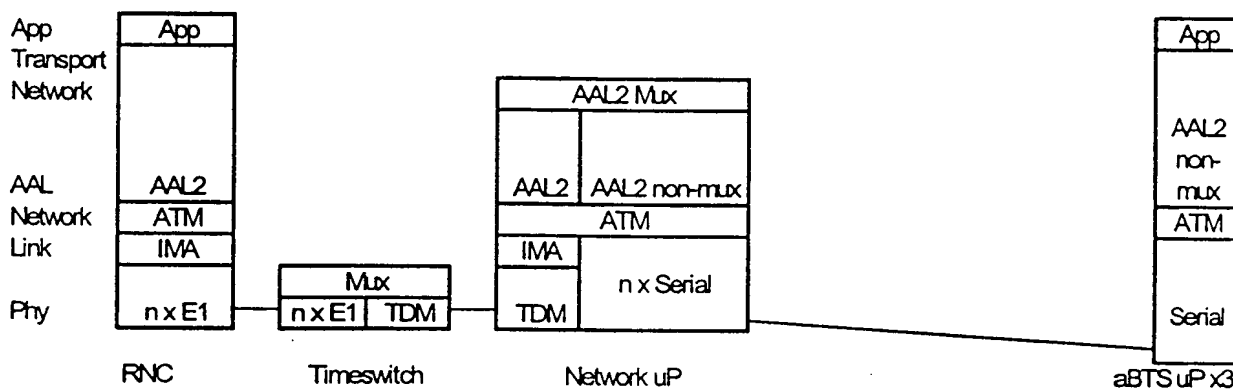 App App App
Transport
Network AAL2 Mux
AAL2
non-
mux
AAL AAL2 AAL2 AAL2 non-mux
Network ATM ATM ATM
Link IMA IMA
Mux n x Serial
Phy n x E1 n x E1 TDM TDM Serial
RNC Timeswitch Network uP aBTS uP x3